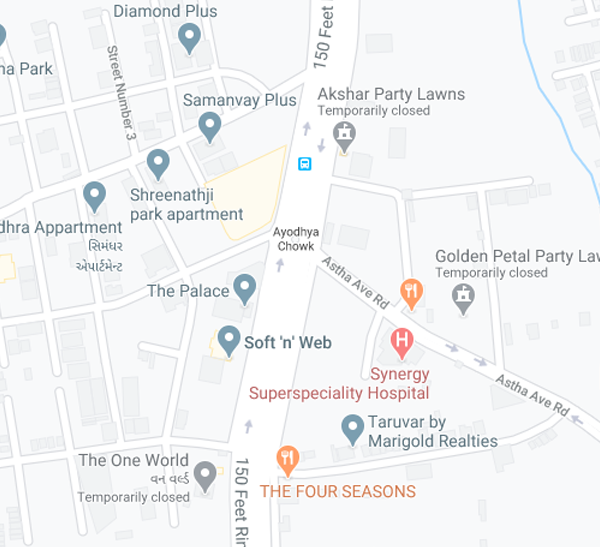 Diamond Plus
150 Feet
na Park
Street Number 3
Samanvay Plus
Akshar Party Lawns
Temporarily closed
Shreenathji
park apartment
dhra Appartment
સિમંધર
એપાર્ટમેન્ટ
Ayodhya
Chowk
Astha Ave Rd
Golden Petal Party Law
Temporarily closed
The Palace
Soft 'n' Web
H
Synergy
Superspeciality Hospital
Astha Ave Rd
Taruvar by
Marigold Realties
The One World
વન વર્લ્ડ
Temporarily closed
150 Feet Rin
THE FOUR SEASONS